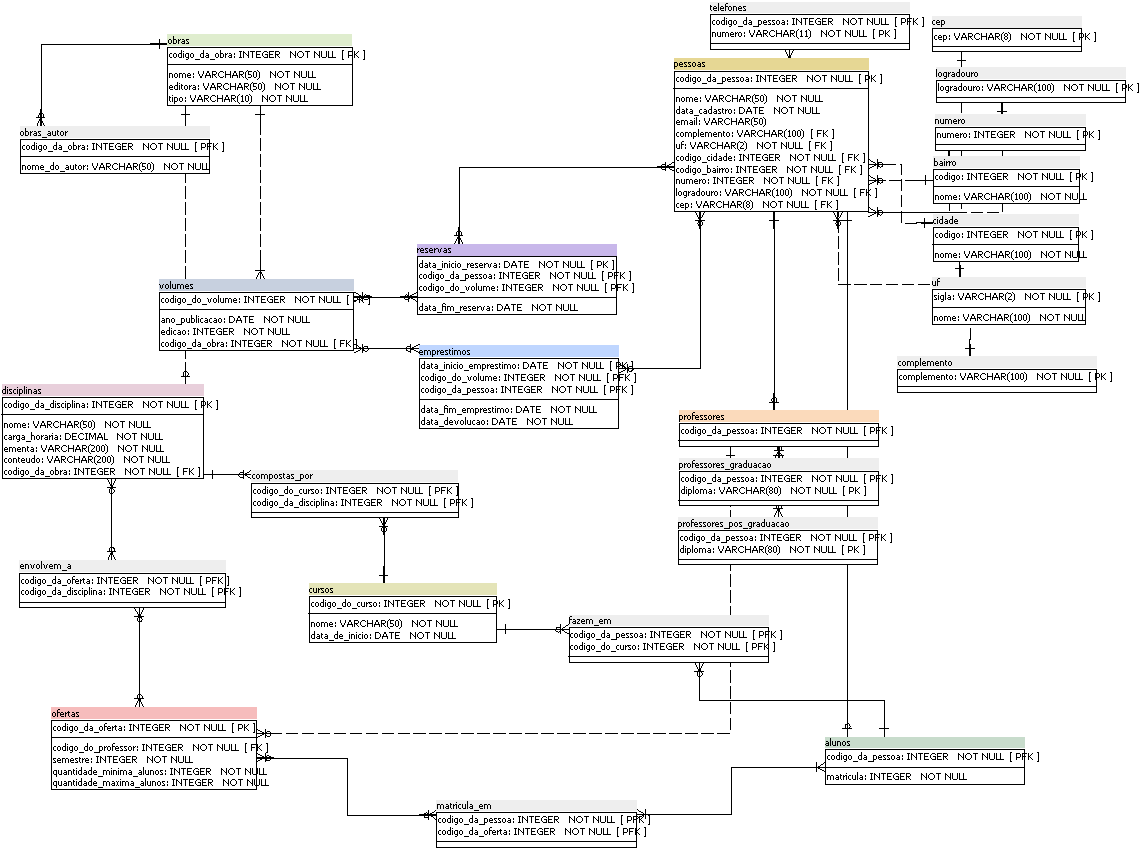 telefones
codigo_da_pessoa: INTEGER NOT NULL [ PFK ]
numero: VARCHAR(11) NOT NULL [ PK ]
cep
cep: VARCHAR(8) NOT NULL [ PK ]
obras
codigo_da_obra: INTEGER NOT NULL [ PK ]
nome: VARCHAR(50) NOT NULL
editora: VARCHAR(50) NOT NULL
tipo: VARCHAR(10) NOT NULL
pessoas
codigo_da_pessoa: INTEGER NOT NULL [ PK ]
nome: VARCHAR(50) NOT NULL
data_cadastro: DATE NOT NULL
email: VARCHAR(50)
complemento: VARCHAR(100) [ FK ]
uf: VARCHAR(2) NOT NULL [ FK ]
codigo_cidade: INTEGER NOT NULL [ FK ]
codigo_bairro: INTEGER NOT NULL [ FK ]
numero: INTEGER NOT NULL [ FK ]
logradouro: VARCHAR(100) NOT NULL [ FK ]
cep: VARCHAR(8) NOT NULL [ FK ]
logradouro
logradouro: VARCHAR(100) NOT NULL [ PK ]
numero
numero: INTEGER NOT NULL [ PK ]
bairro
codigo: INTEGER NOT NULL [ PK ]
nome: VARCHAR(100) NOT NULL
cidade
codigo: INTEGER NOT NULL [ PK ]
nome: VARCHAR(100) NOT NULL
uf
sigla: VARCHAR(2) NOT NULL [ PK ]
nome: VARCHAR(100) NOT NULL
complemento
complemento: VARCHAR(100) NOT NULL [ PK ]
obras_autor
codigo_da_obra: INTEGER NOT NULL [ PFK ]
nome_do_autor: VARCHAR(50) NOT NULL
reservas
data_inicio_reserva: DATE NOT NULL [ PK ]
codigo_da_pessoa: INTEGER NOT NULL [ PFK ]
codigo_do_volume: INTEGER NOT NULL [ PFK ]
data_fim_reserva: DATE NOT NULL
volumes
codigo_do_volume: INTEGER NOT NULL [ PK ]
ano_publicacao: DATE NOT NULL
edicao: INTEGER NOT NULL
codigo_da_obra: INTEGER NOT NULL [ FK ]
emprestimos
data_inicio_emprestimo: DATE NOT NULL [ PK ]
codigo_do_volume: INTEGER NOT NULL [ PFK ]
codigo_da_pessoa: INTEGER NOT NULL [ PFK ]
data_fim_emprestimo: DATE NOT NULL
data_devolucao: DATE NOT NULL
disciplinas
codigo_da_disciplina: INTEGER NOT NULL [ PK ]
nome: VARCHAR(50) NOT NULL
carga_horaria: DECIMAL NOT NULL
ementa: VARCHAR(200) NOT NULL
conteudo: VARCHAR(200) NOT NULL
codigo_da_obra: INTEGER NOT NULL [ FK ]
professores
codigo_da_pessoa: INTEGER NOT NULL [ PFK ]
professores_graduacao
codigo_da_pessoa: INTEGER NOT NULL [ PFK ]
diploma: VARCHAR(80) NOT NULL [ PK ]
professores_pos_graduacao
codigo_da_pessoa: INTEGER NOT NULL [ PFK ]
diploma: VARCHAR(80) NOT NULL [ PK ]
compostas_por
codigo_do_curso: INTEGER NOT NULL [ PFK ]
codigo_da_disciplina: INTEGER NOT NULL [ PFK ]
envolvem_a
codigo_da_oferta: INTEGER NOT NULL [ PFK ]
codigo_da_disciplina: INTEGER NOT NULL [ PFK ]
cursos
codigo_do_curso: INTEGER NOT NULL [ PK ]
nome: VARCHAR(50) NOT NULL
data_de_inicio: DATE NOT NULL
fazem_em
codigo_da_pessoa: INTEGER NOT NULL [ PFK ]
codigo_do_curso: INTEGER NOT NULL [ PFK ]
ofertas
codigo_da_oferta: INTEGER NOT NULL [ PK ]
codigo_do_professor: INTEGER NOT NULL [ FK ]
semestre: INTEGER NOT NULL
quantidade_minima_alunos: INTEGER NOT NULL
quantidade_maxima_alunos: INTEGER NOT NULL
alunos
codigo_da_pessoa: INTEGER NOT NULL [ PFK ]
matricula: INTEGER NOT NULL
matricula_em
codigo_da_pessoa: INTEGER NOT NULL [ PFK ]
codigo_da_oferta: INTEGER NOT NULL [ PFK ]